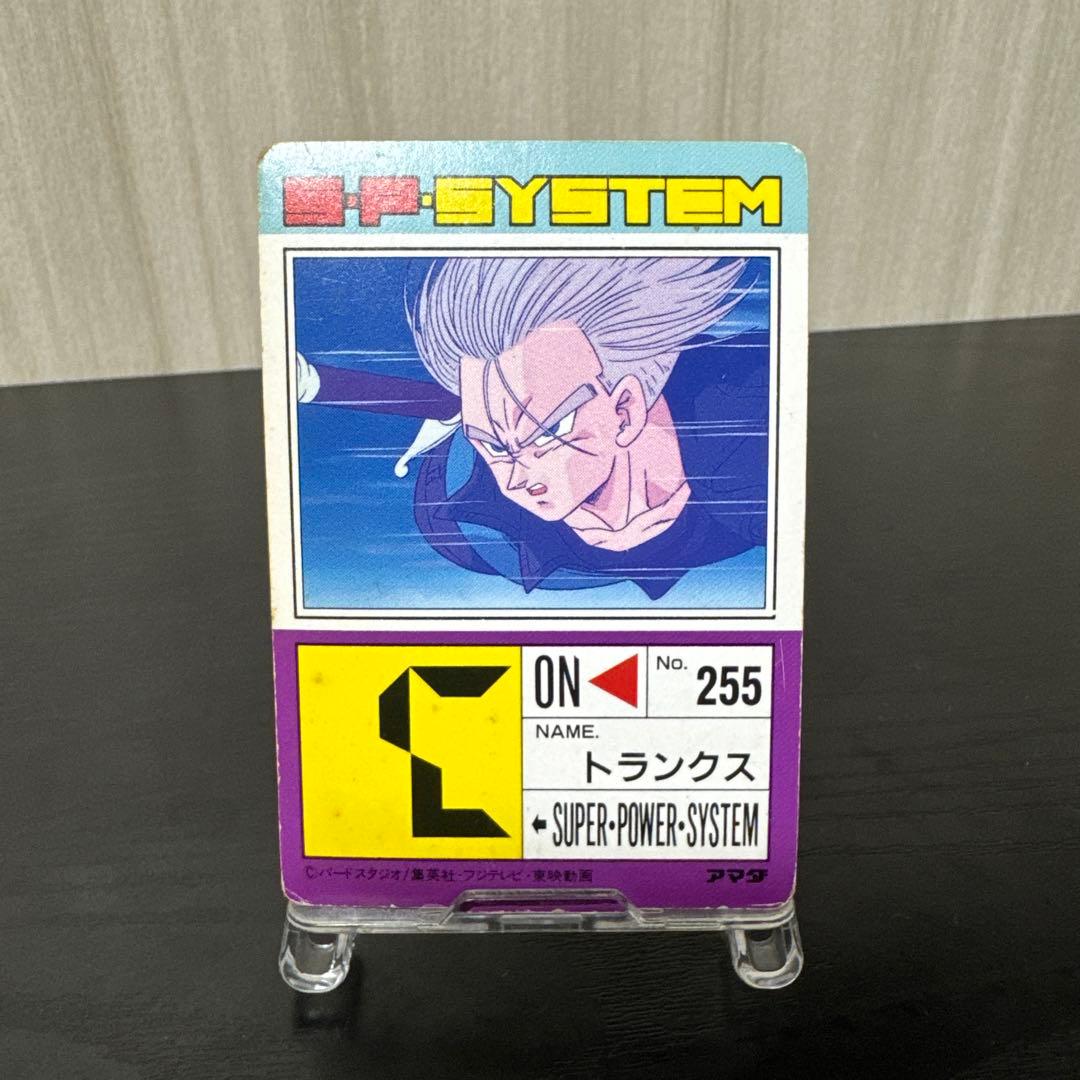 S・P・SYSTEM
ON
No. 255
NAME.
トランクス
SUPER・POWER・SYSTEM
©バードスタジオ/集英社・フジテレビ・東映動画
アマダ